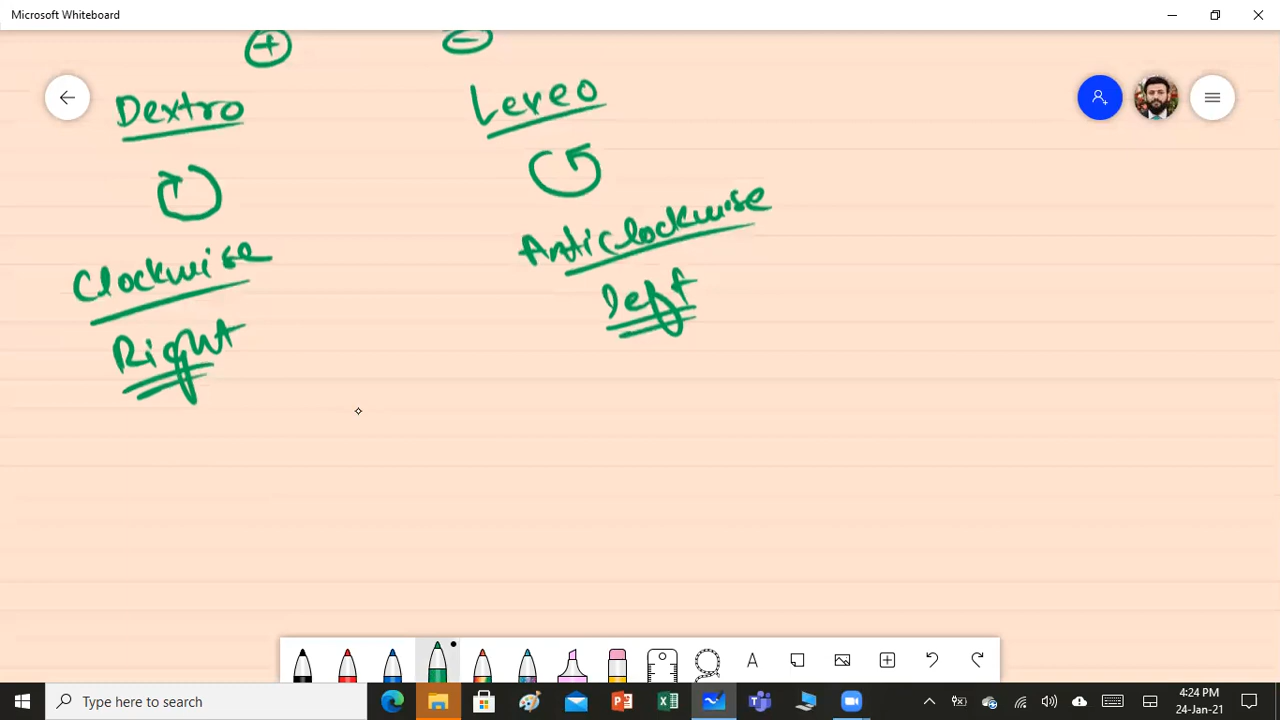 Microsoft Whiteboard
+
−
Dextro
Leveo
Clockwise
Anticlockwise
Right
left
A
Type here to search
4:24 PM
24-Jan-21